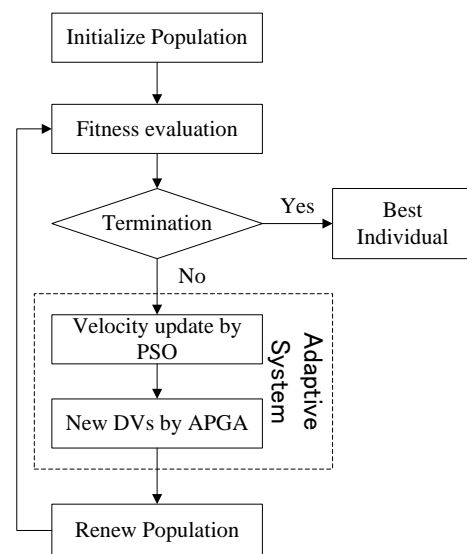 Initialize Population
Fitness evaluation
Termination
Yes
Best
Individual
No
Velocity update by
PSO
New DVs by APGA
Adaptive
System
Renew Population